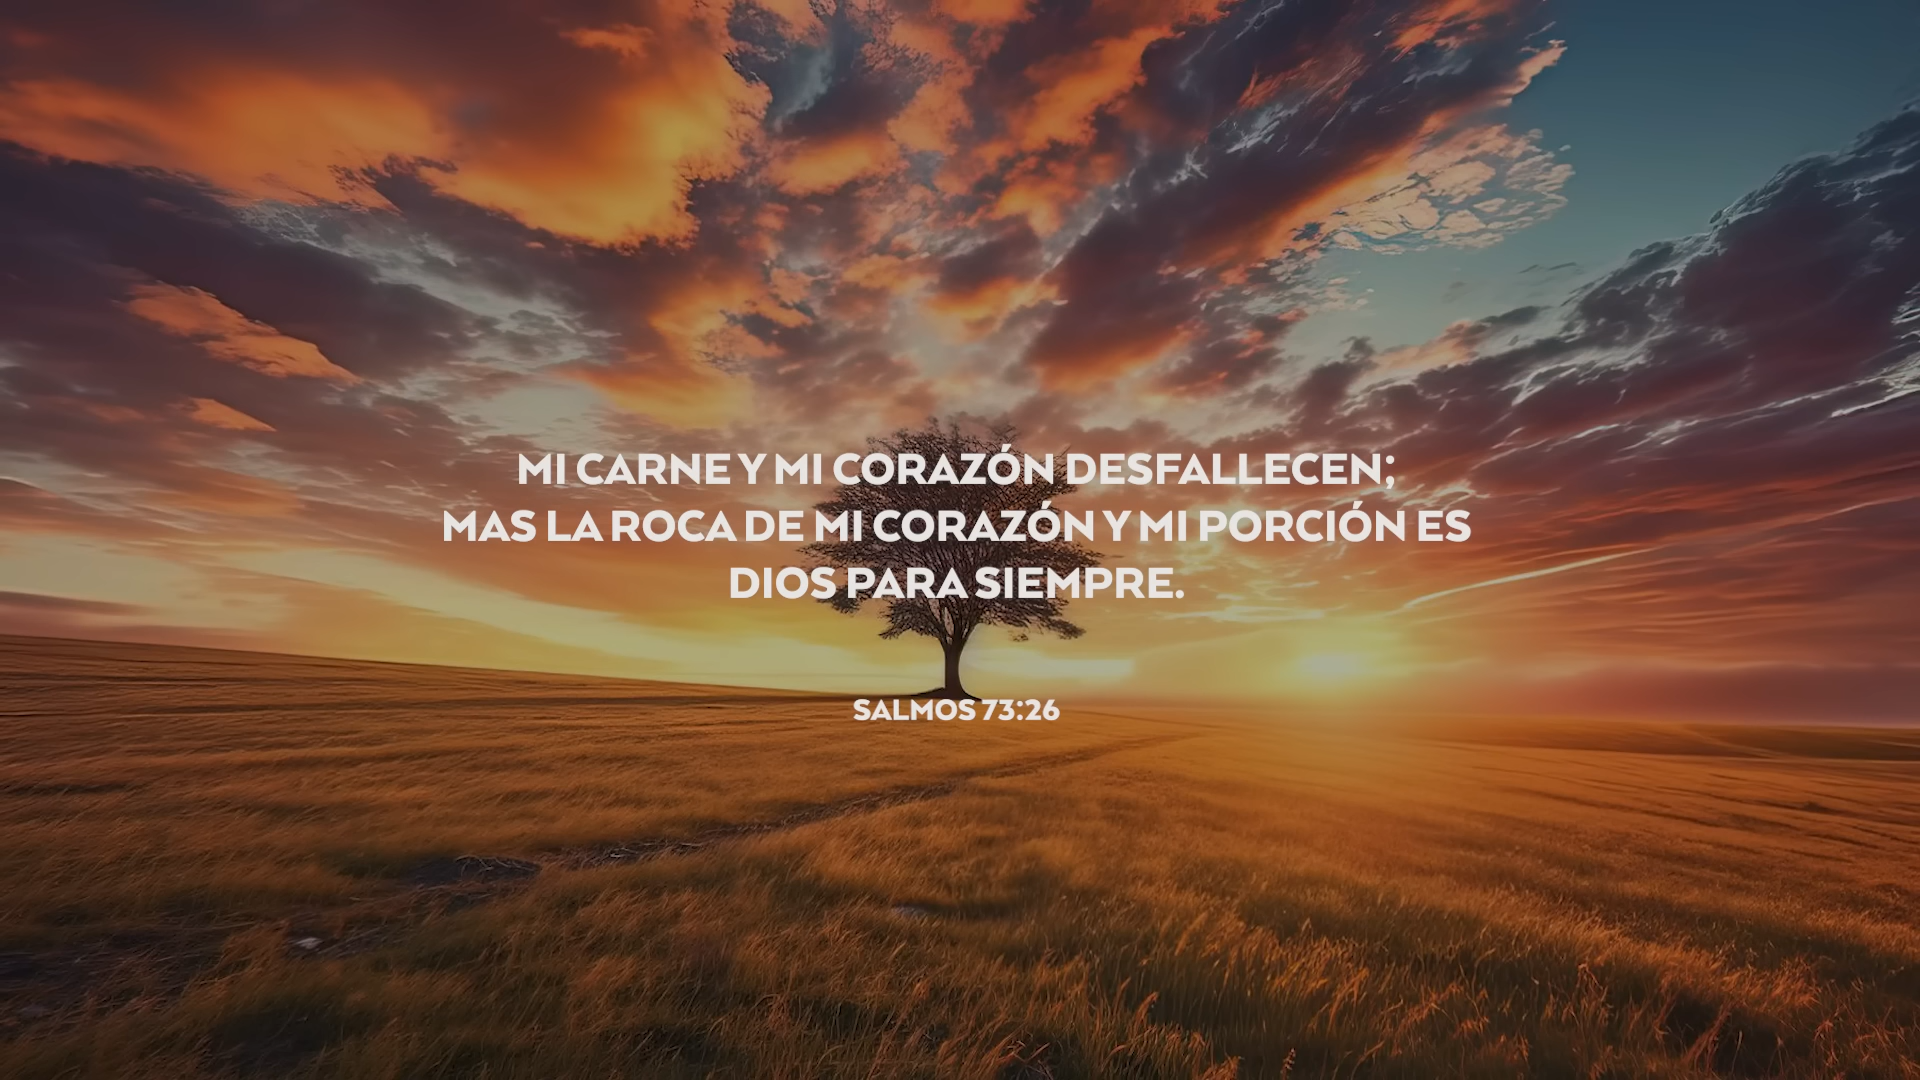 MI CARNE Y MI CORAZÓN DESFALLECEN;
MAS LA ROCA DE MI CORAZÓN Y MI PORCIÓN ES
DIOS PARA SIEMPRE.
SALMOS 73:26